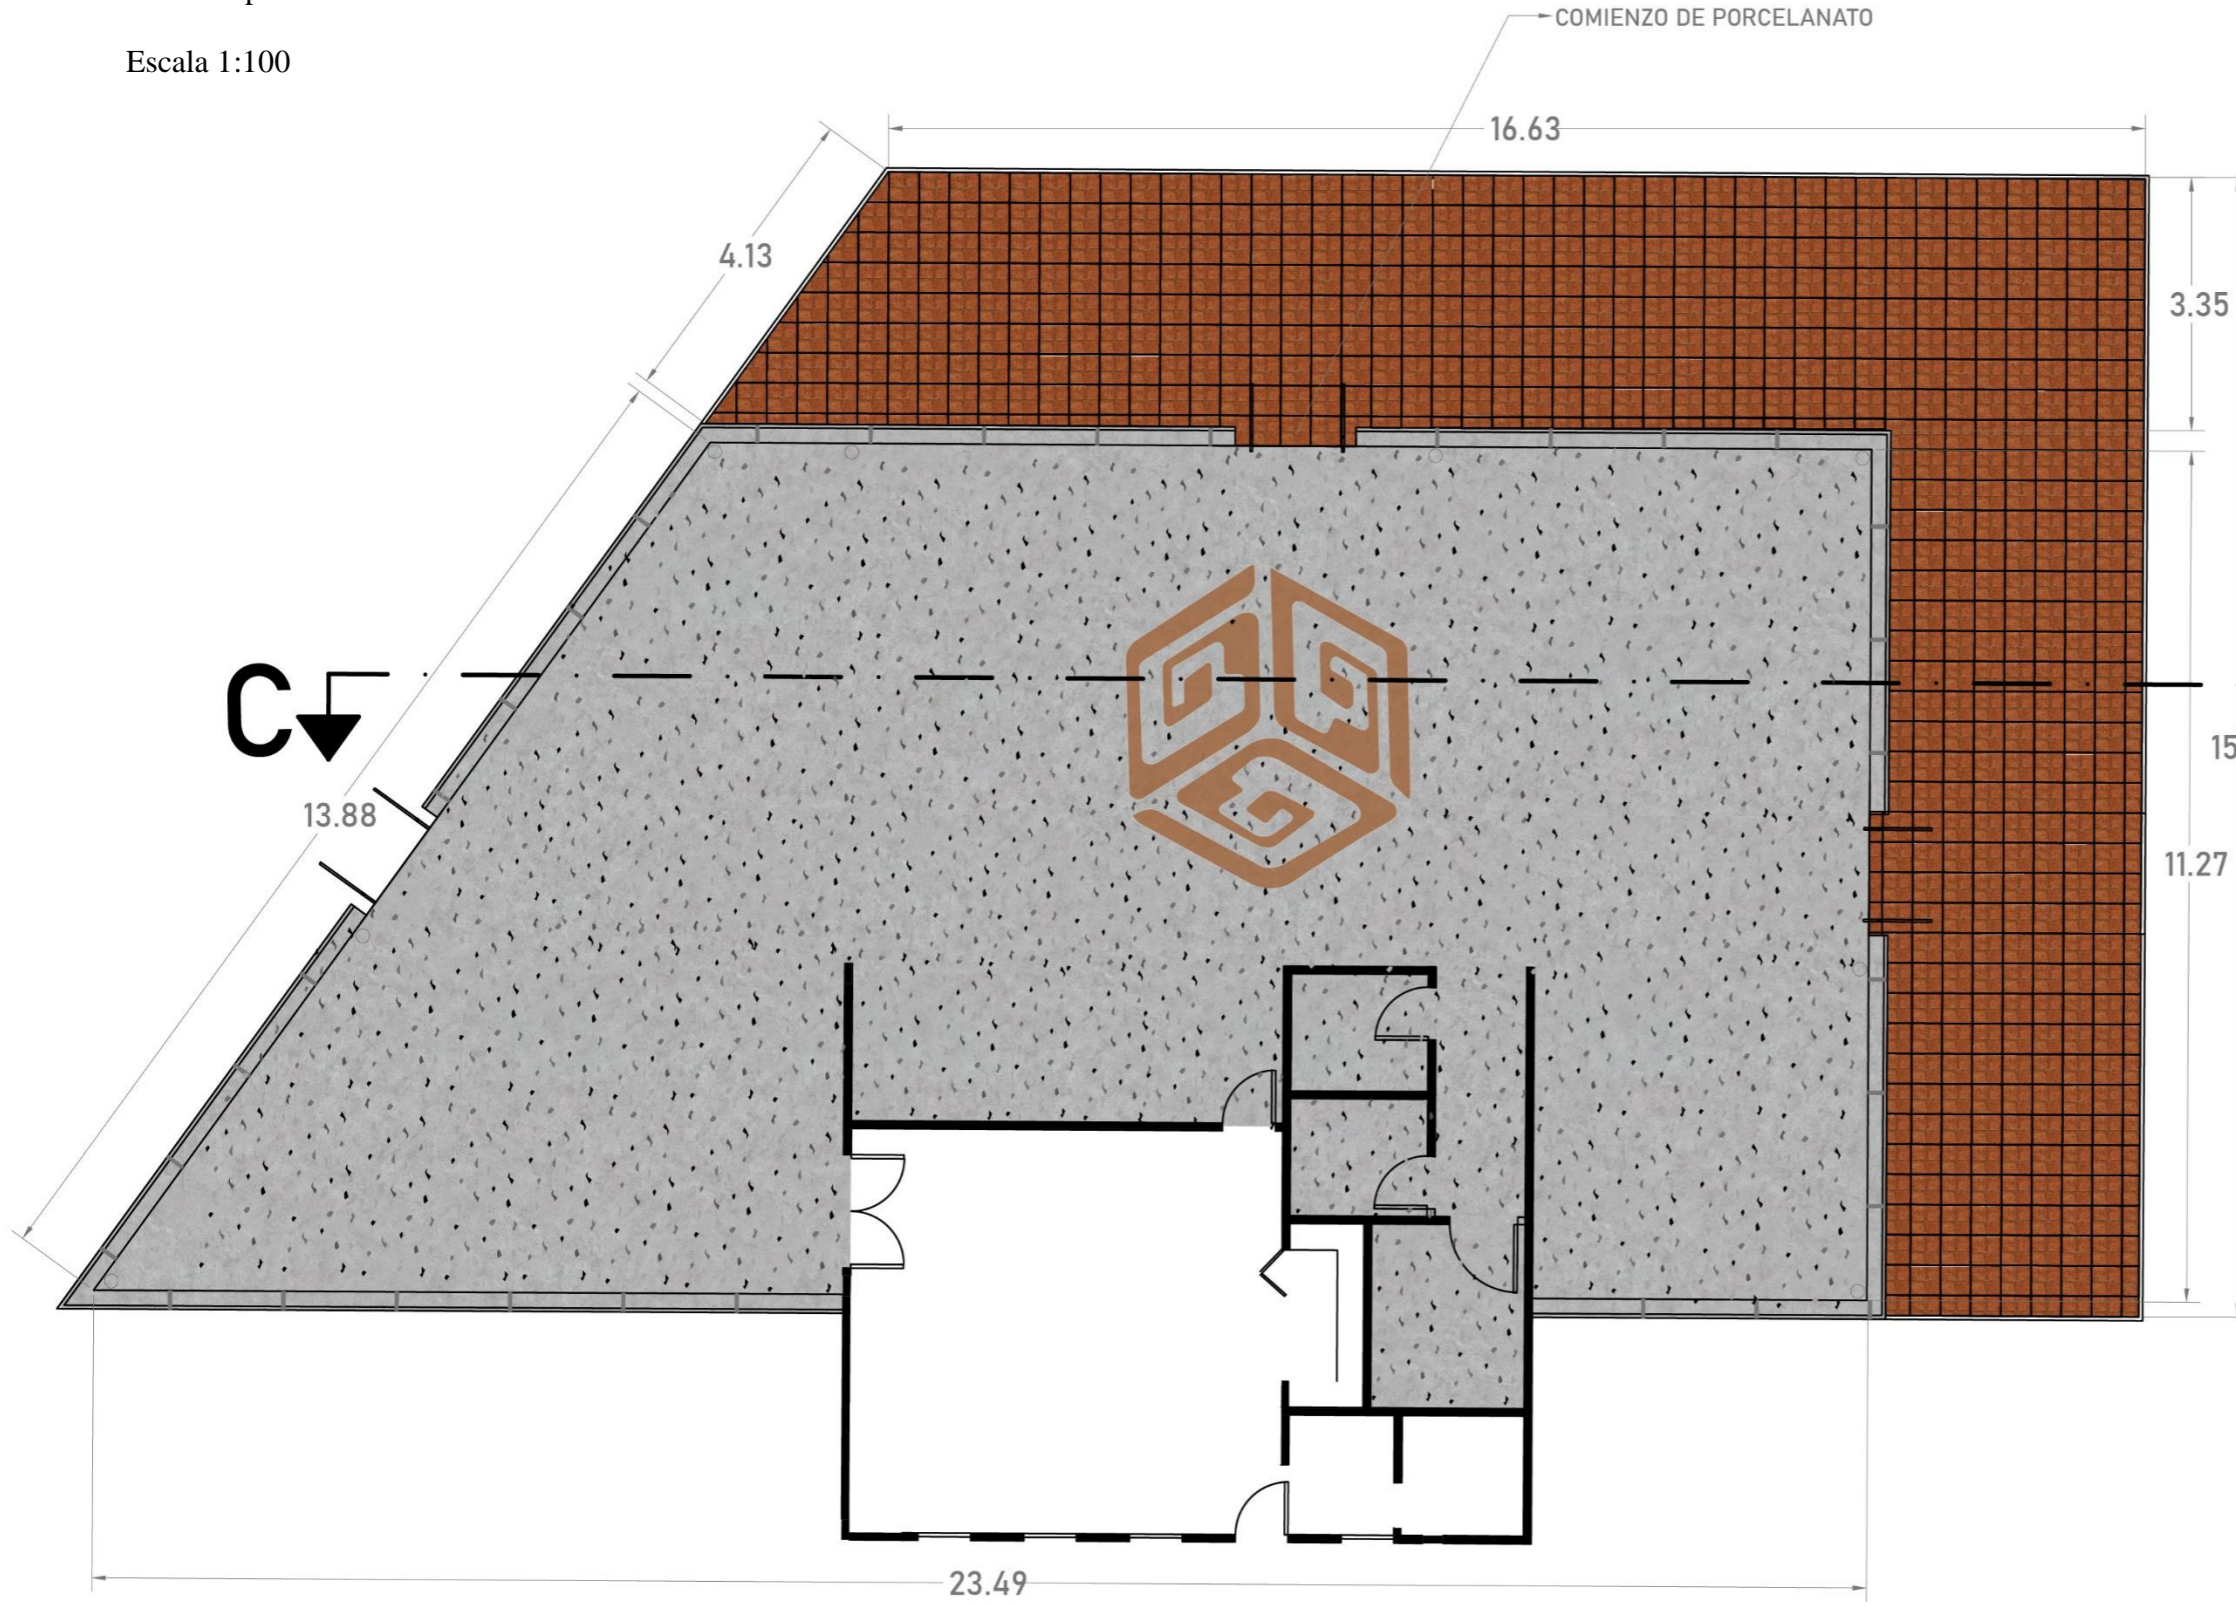 Escala 1:100
COMIENZO DE PORCELANATO
16.63
4.13
3.35
C
15
13.88
11.27
23.49